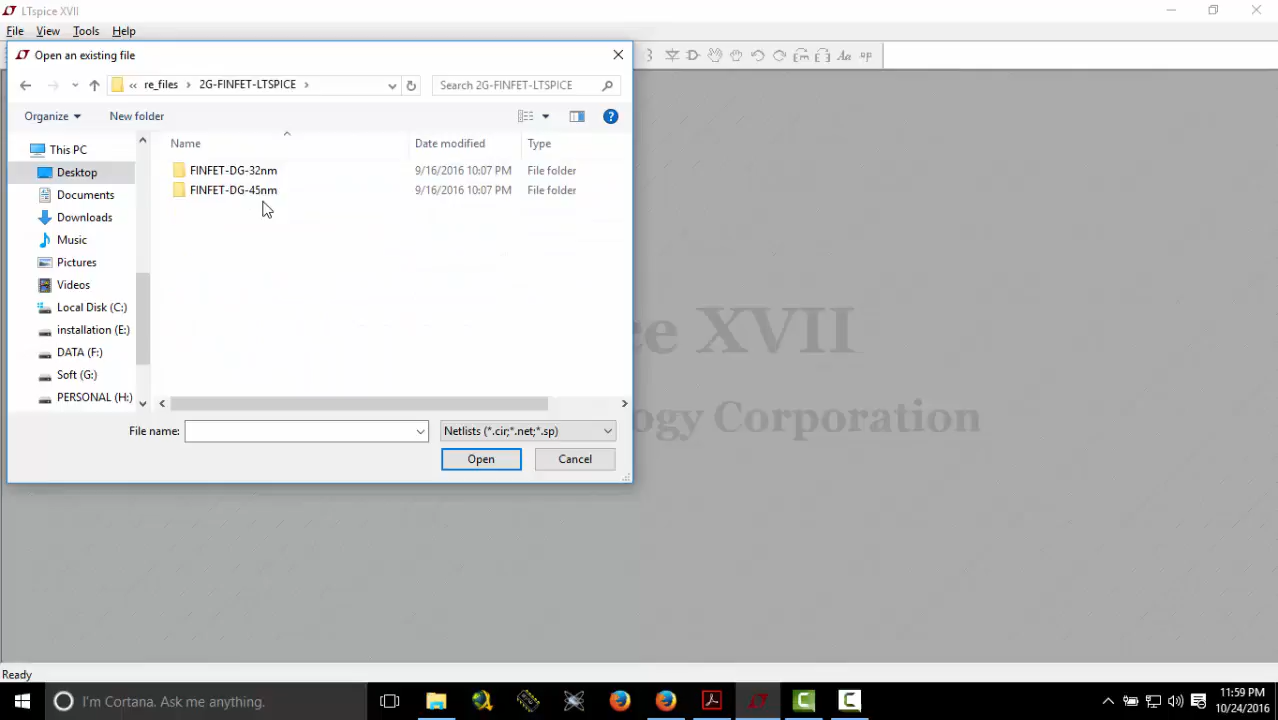 LTspice XVII
File View Tools Help
Open an existing file
« re_files › 2G-FINFET-LTSPICE › Search 2G-FINFET-LTSPICE
Organize New folder ?
Name Date modified Type
This PC
Desktop
Documents
Downloads
Music
Pictures
Videos
Local Disk (C:)
installation (E:)
DATA (F:)
Soft (G:)
PERSONAL (H:)
FINFET-DG-32nm 9/16/2016 10:07 PM File folder
FINFET-DG-45nm 9/16/2016 10:07 PM File folder
File name: Netlists (*.cir;*.net;*.sp)
Open Cancel
ce XVII
ogy Corporation
Ready
I'm Cortana. Ask me anything.
11:59 PM
10/24/2016